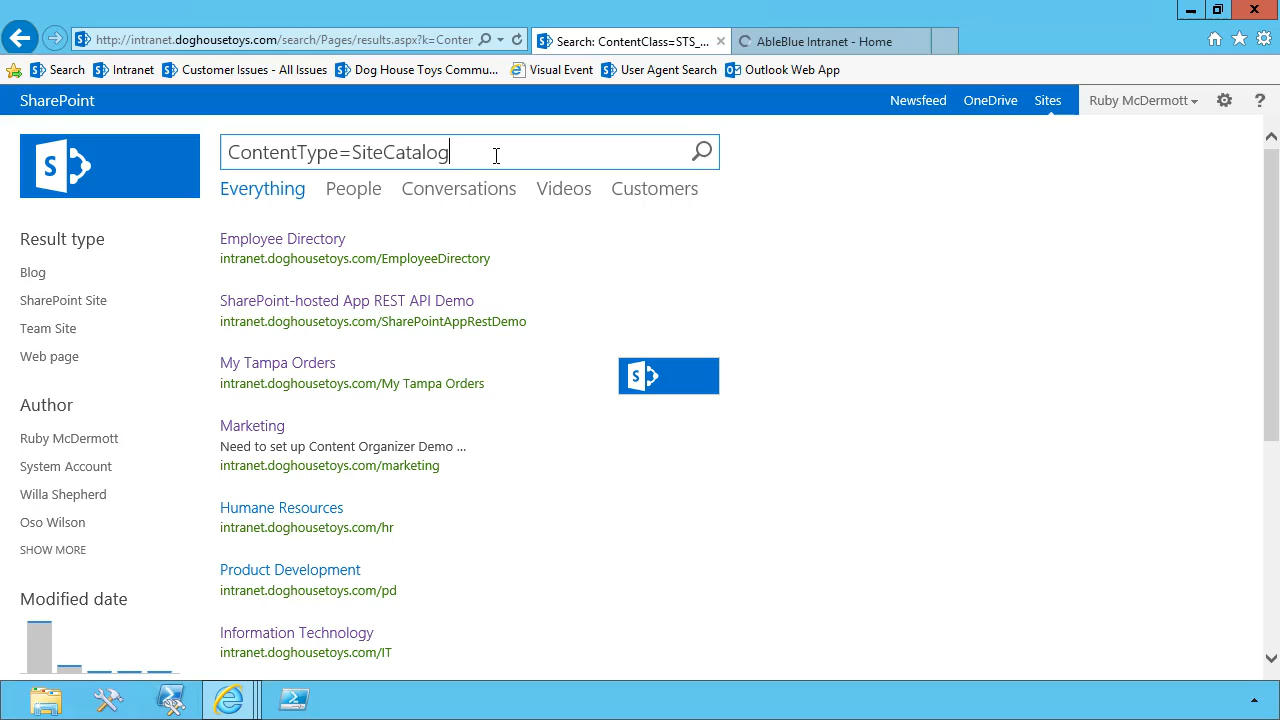 http://intranet.doghousetoys.com/search/Pages/results.aspx?k=Conter
Search: ContentClass=STS_...
AbleBlue Intranet - Home
Search
Intranet
Customer Issues - All Issues
Dog House Toys Commu...
Visual Event
User Agent Search
Outlook Web App
SharePoint
Newsfeed
OneDrive
Sites
Ruby McDermott
?
S
ContentType=SiteCatalog
Everything
People
Conversations
Videos
Customers
Result type
Blog
SharePoint Site
Team Site
Web page
Author
Ruby McDermott
System Account
Willa Shepherd
Oso Wilson
SHOW MORE
Modified date
Employee Directory
intranet.doghousetoys.com/EmployeeDirectory
SharePoint-hosted App REST API Demo
intranet.doghousetoys.com/SharePointAppRestDemo
My Tampa Orders
intranet.doghousetoys.com/My Tampa Orders
S
Marketing
Need to set up Content Organizer Demo ...
intranet.doghousetoys.com/marketing
Humane Resources
intranet.doghousetoys.com/hr
Product Development
intranet.doghousetoys.com/pd
Information Technology
intranet.doghousetoys.com/IT